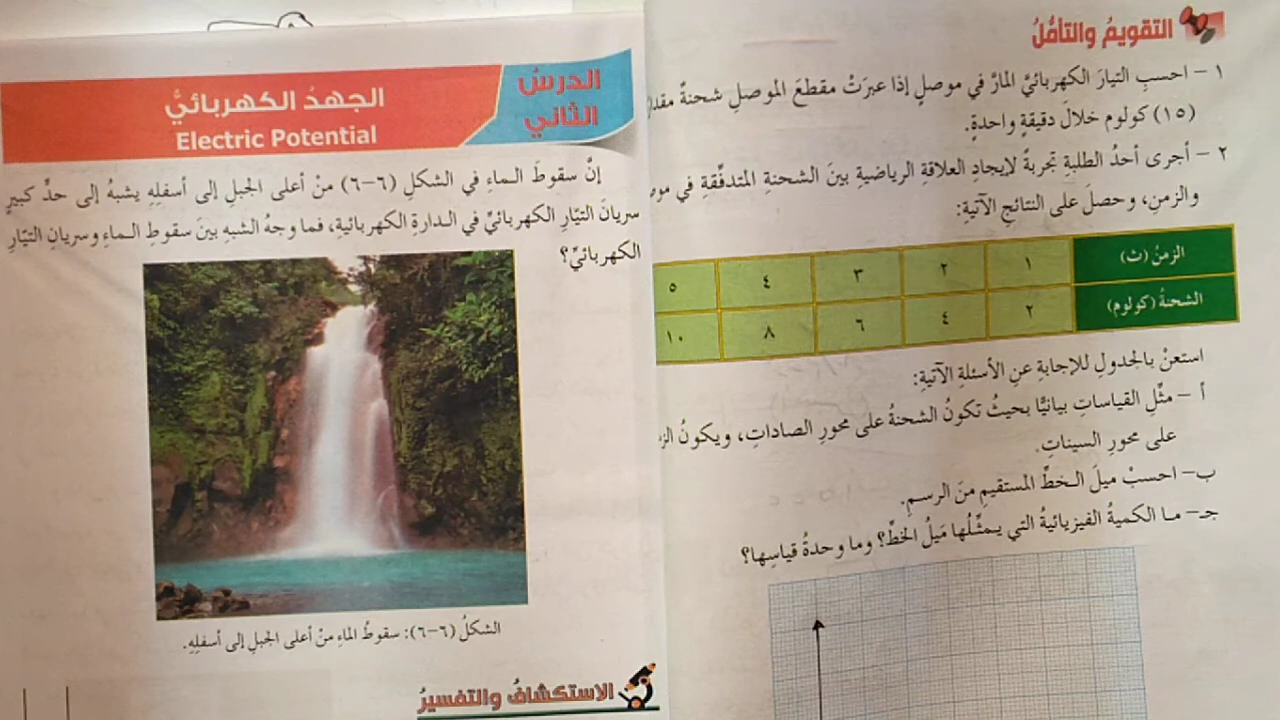 التقويمُ والتأمُّلُ
١ – احسبِ التيارَ الكهربائيَّ المارَّ في موصلٍ إذا عبرَتْ مقطعَ الموصلِ شحنةٌ
(١٥) كولوم خلالَ دقيقةٍ واحدةٍ.
٢ – أجرى أحدُ الطلبةِ تجربةً لإيجادِ العلاقةِ الرياضيةِ بينَ الشحنةِ المتدفِّقةِ في
والزمنِ، وحصلَ على النتائجِ الآتيةِ:
الزمنُ (ث) ١ ٢ ٣ ٤ ٥
الشحنةُ (كولوم) ٢ ٤ ٦ ٨ ١٠
استعنْ بالجدولِ للإجابةِ عنِ الأسئلةِ الآتيةِ:
أ – مثِّلِ القياساتِ بيانيًّا بحيثُ تكونُ الشحنةُ على محورِ الصاداتِ، ويكونُ
على محورِ السيناتِ.
ب– احسبْ ميلَ الخطِّ المستقيمِ منَ الرسمِ.
جـ– ما الكميةُ الفيزيائيةُ التي يمثِّلُها مَيلُ الخطِّ؟ وما وحدةُ قياسِها؟
الدرسُ
الثاني
الجهدُ الكهربائيُّ
Electric Potential
إنَّ سقوطَ الماءِ في الشكلِ (٦-٦) منْ أعلى الجبلِ إلى أسفلِهِ يشبهُ إلى حدٍّ كبيرٍ
سريانَ التيّارِ الكهربائيِّ في الدارةِ الكهربائيةِ، فما وجهُ الشبهِ بينَ سقوطِ الماءِ وسريانِ التيّارِ
الكهربائيِّ؟
الشكلُ (٦-٦): سقوطُ الماءِ منْ أعلى الجبلِ إلى أسفلِهِ.
الاستكشافُ والتفسيرُ